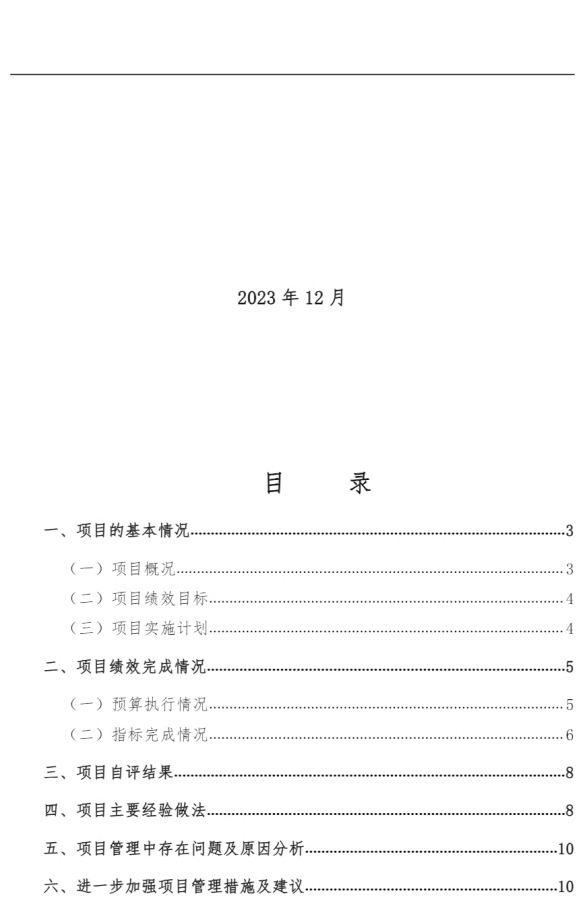 2023 年 12 月
目 录
一、项目的基本情况........................................3
（一）项目概况........................................3
（二）项目绩效目标........................................4
（三）项目实施计划........................................4
二、项目绩效完成情况........................................5
（一）预算执行情况........................................5
（二）指标完成情况........................................6
三、项目自评结果........................................8
四、项目主要经验做法........................................8
五、项目管理中存在问题及原因分析........................................10
六、进一步加强项目管理措施及建议........................................10